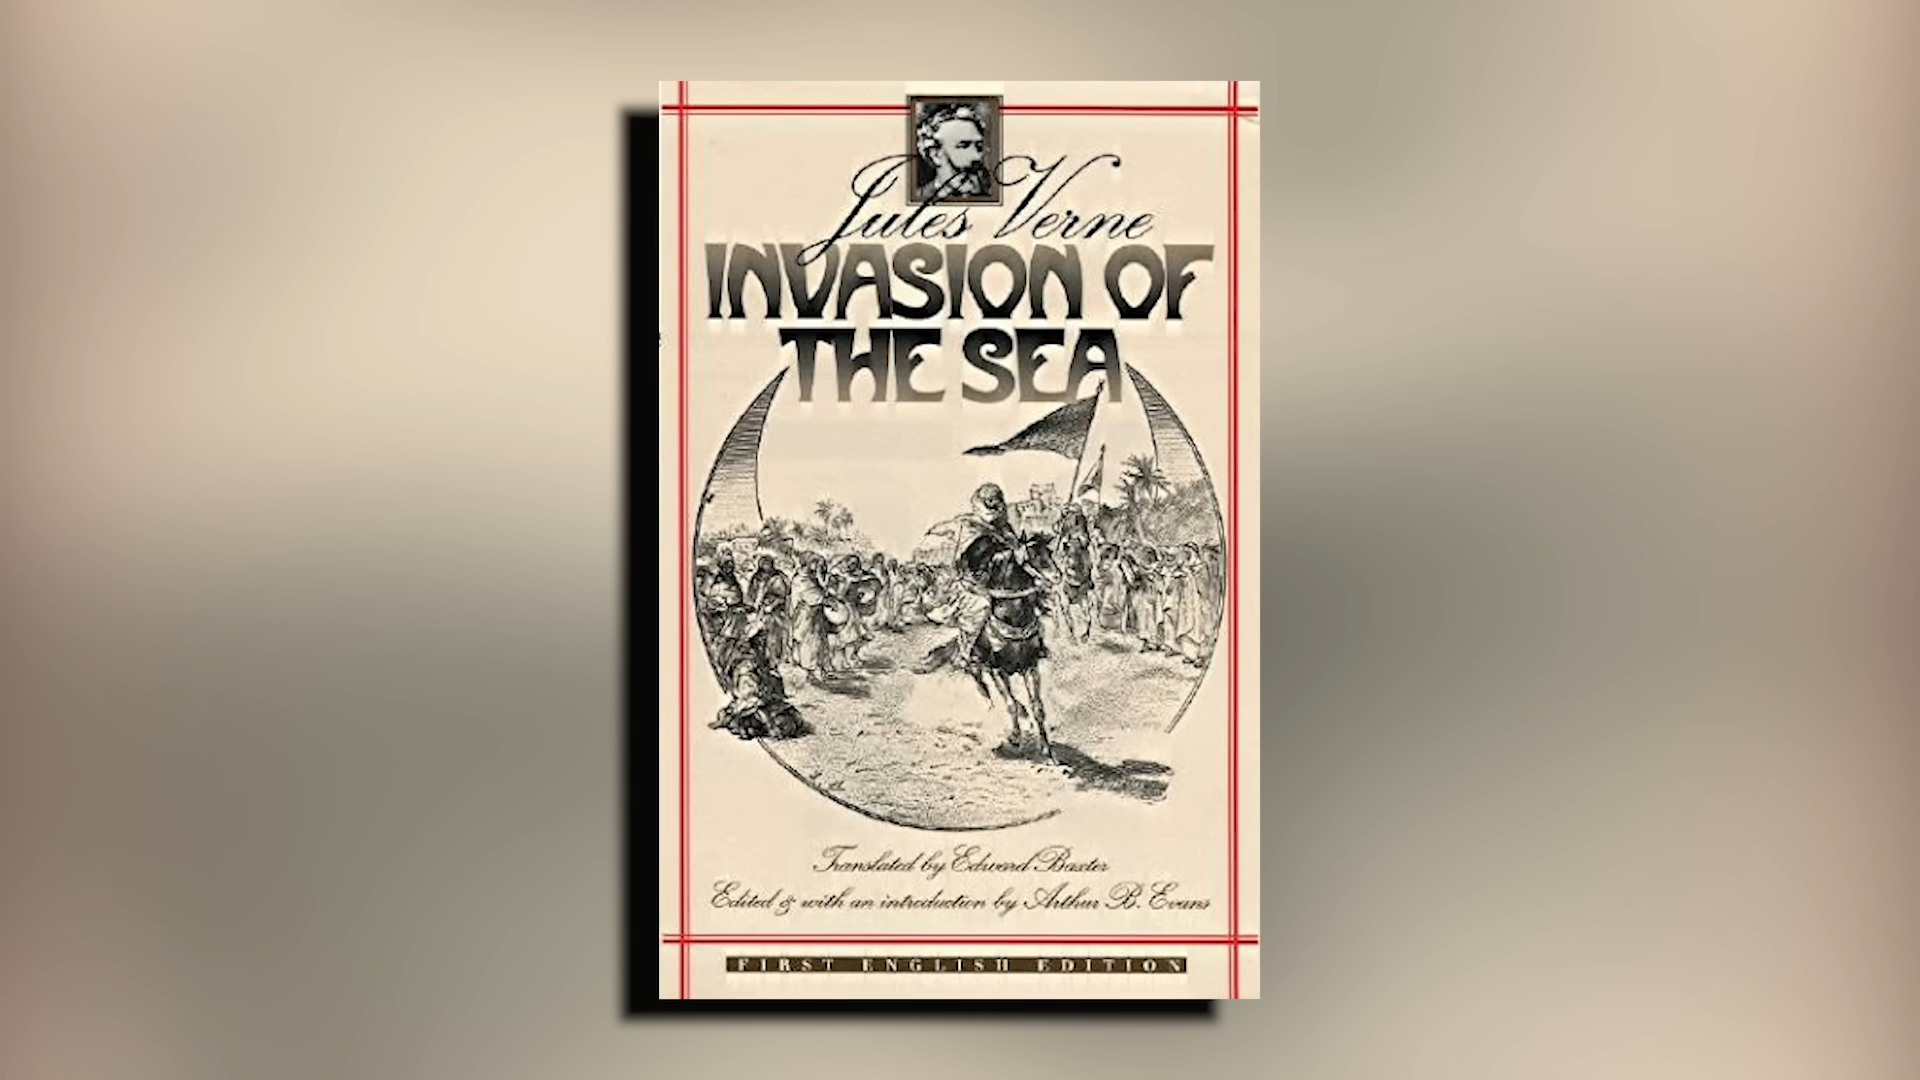 Jules Verne
INVASION OF
THE SEA
Translated by Edward Baxter
Edited & with an introduction by Arthur B. Evans
FIRST ENGLISH EDITION